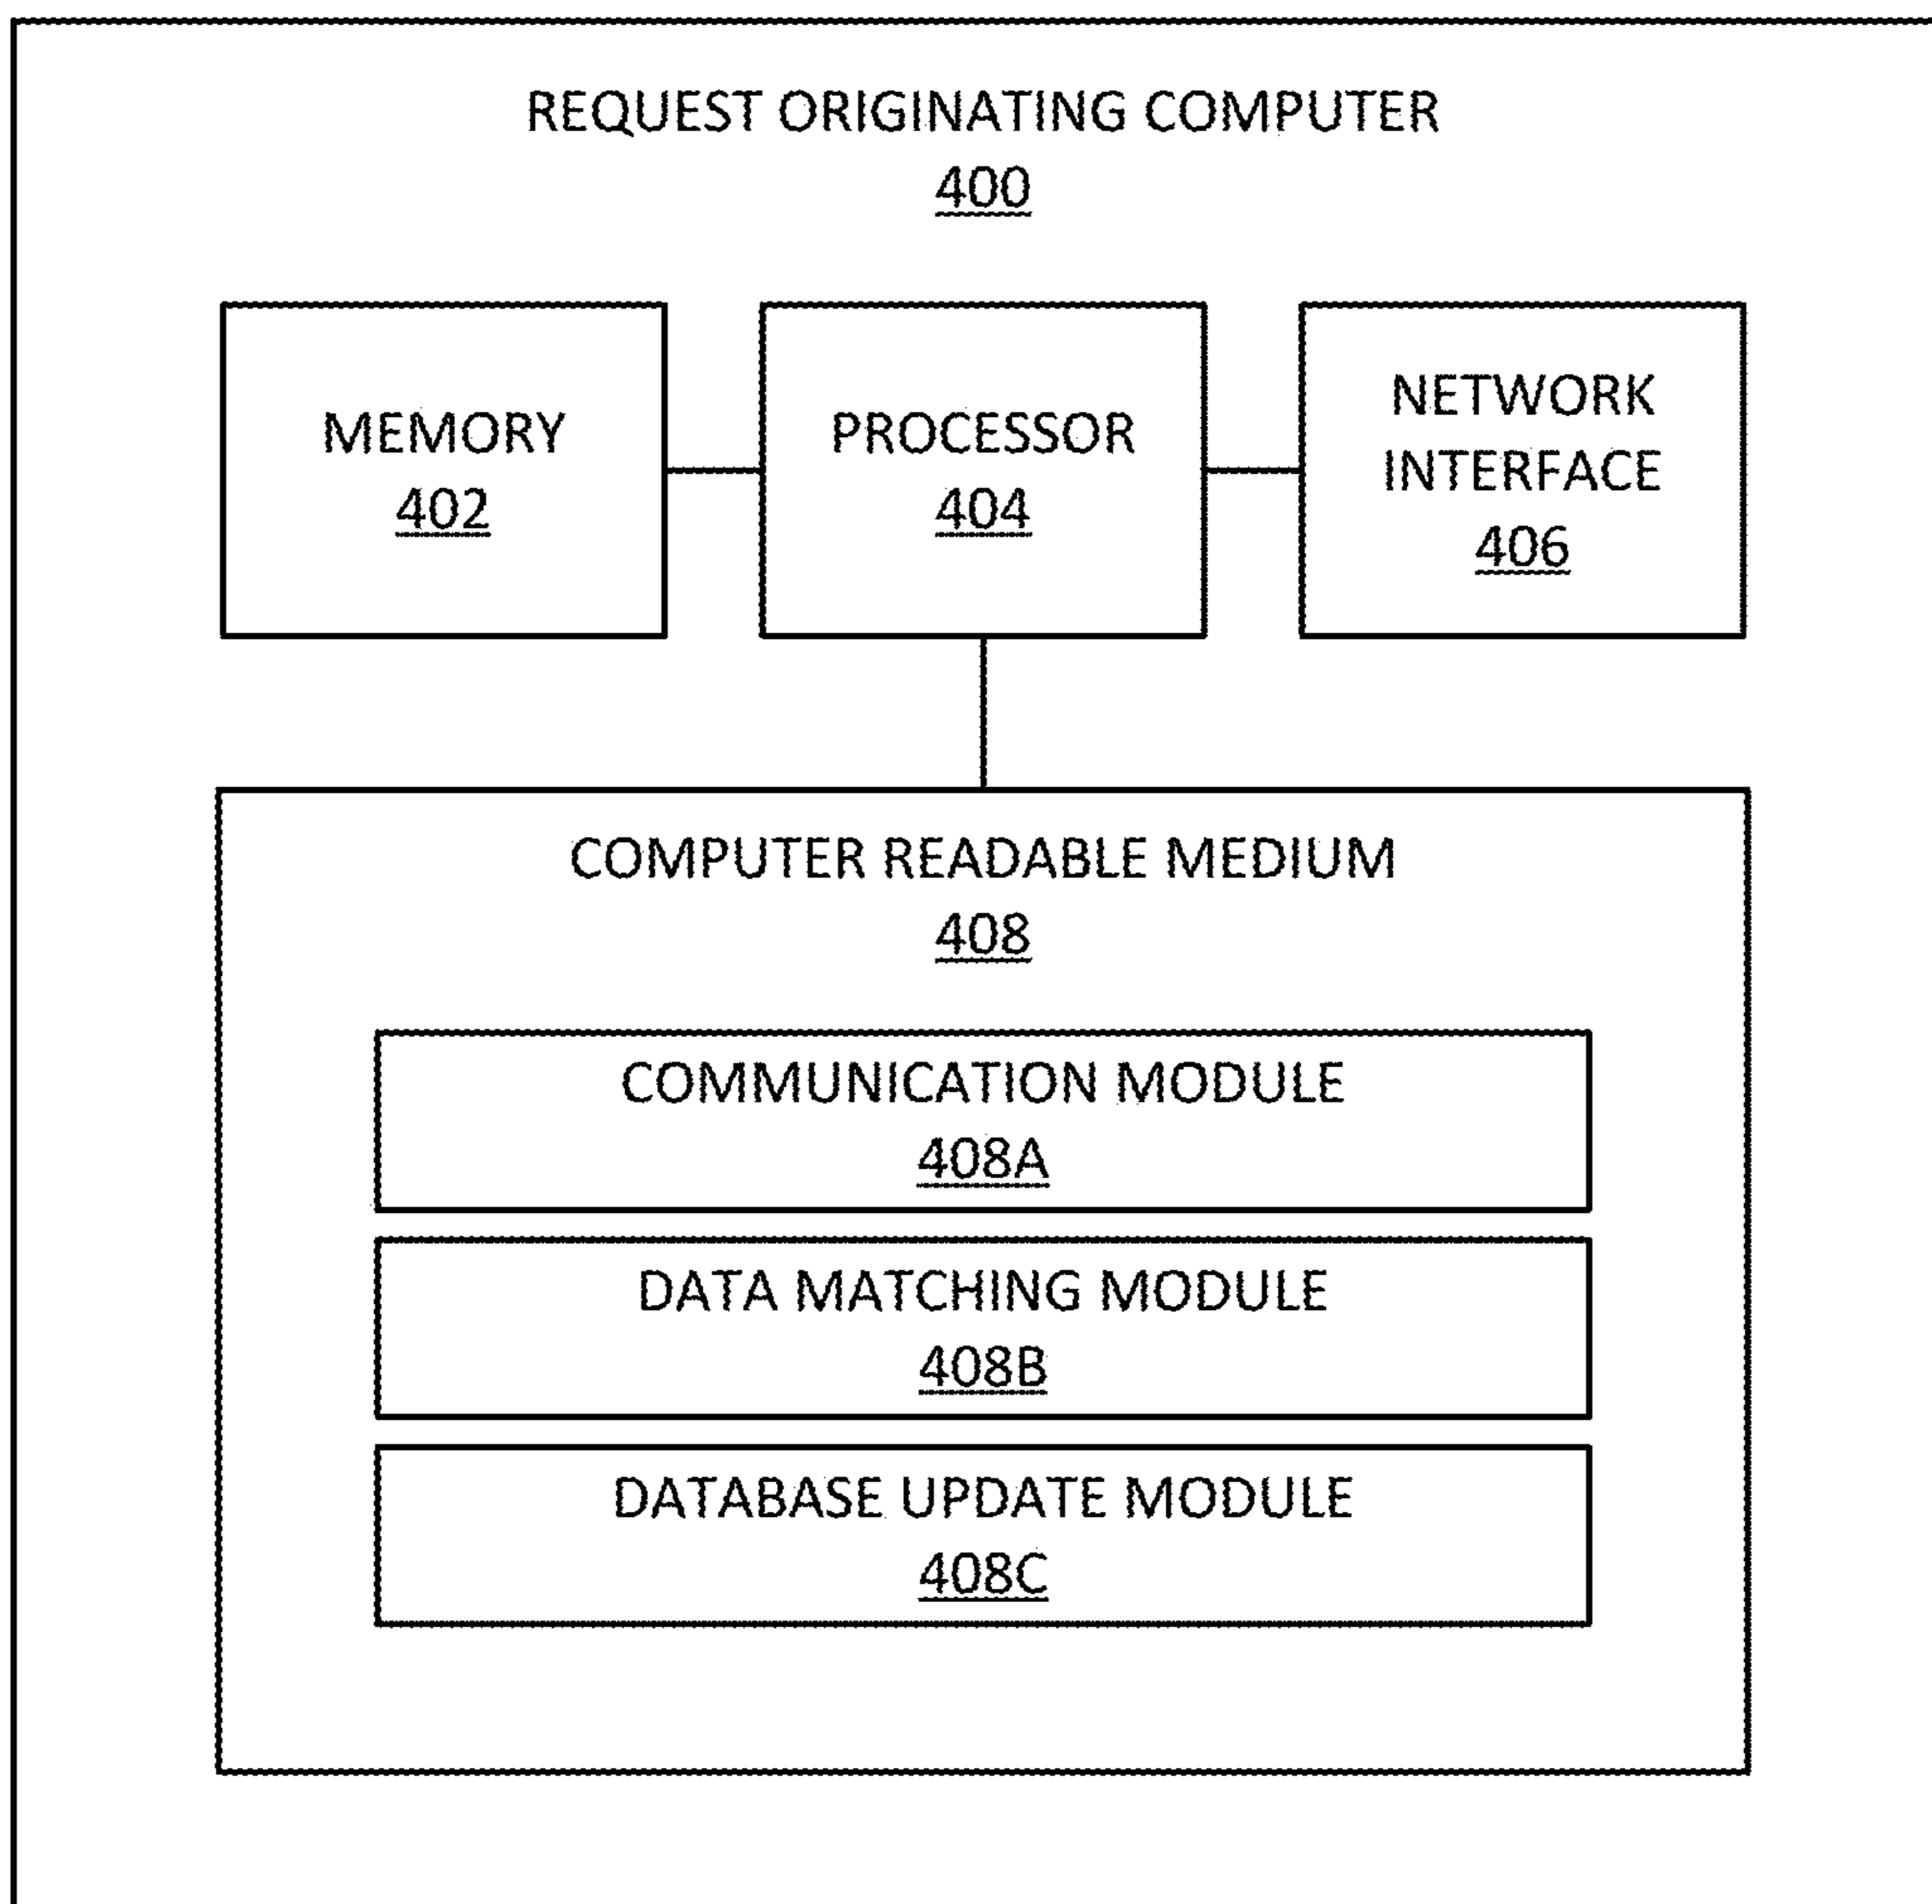 REQUEST ORIGINATING COMPUTER
400
MEMORY
402
PROCESSOR
404
NETWORK
INTERFACE
406
COMPUTER READABLE MEDIUM
408
COMMUNICATION MODULE
408A
DATA MATCHING MODULE
408B
DATABASE UPDATE MODULE
408C